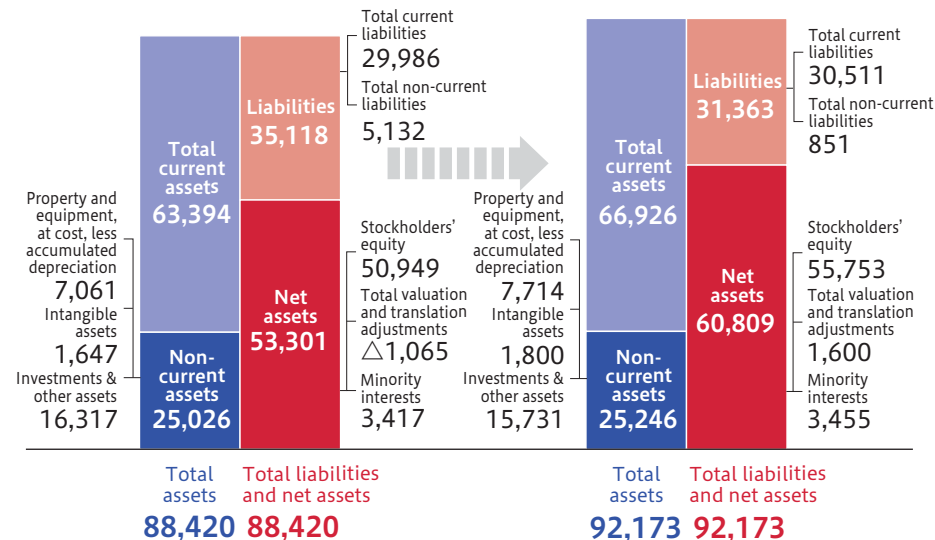 Total current
liabilities
29,986
Total non-current
liabilities
5,132
Liabilities
35,118
Total
current
assets
63,394
Property and
equipment,
at cost, less
accumulated
depreciation
7,061
Intangible
assets
1,647
Investments &
other assets
16,317
Non-
current
assets
25,026
Net
assets
53,301
Stockholders'
equity
50,949
Total valuation
and translation
adjustments
△1,065
Minority
interests
3,417
Total
assets
88,420
Total liabilities
and net assets
88,420
Total current
liabilities
30,511
Total non-current
liabilities
851
Liabilities
31,363
Total
current
assets
66,926
Property and
equipment,
at cost, less
accumulated
depreciation
7,714
Intangible
assets
1,800
Investments &
other assets
15,731
Non-
current
assets
25,246
Net
assets
60,809
Stockholders'
equity
55,753
Total valuation
and translation
adjustments
1,600
Minority
interests
3,455
Total
assets
92,173
Total liabilities
and net assets
92,173